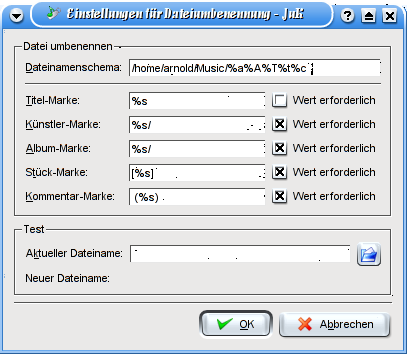 Einstellungen für Dateiumbenennung - JuK
Datei umbenennen
Dateinamenschema: /home/arnold/Music/%a%A%T%t%c
Titel-Marke: %s Wert erforderlich
Künstler-Marke: %s/ Wert erforderlich
Album-Marke: %s/ Wert erforderlich
Stück-Marke: [%s] Wert erforderlich
Kommentar-Marke: (%s) Wert erforderlich
Test
Aktueller Dateiname:
Neuer Dateiname:
OK Abbrechen